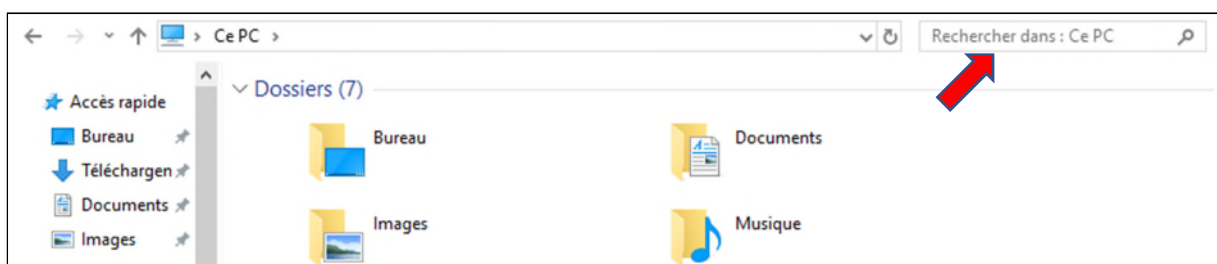 Ce PC
Rechercher dans : Ce PC
Accès rapide
Bureau
Téléchargen
Documents
Images
Dossiers (7)
Bureau
Documents
Images
Musique